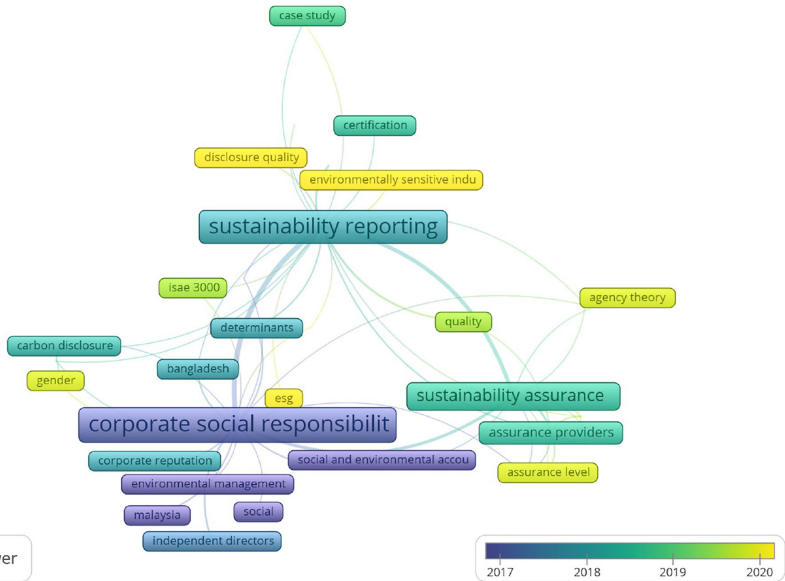 case study
certification
disclosure quality
environmentally sensitive indu
sustainability reporting
isae 3000
agency theory
determinants
quality
carbon disclosure
bangladesh
gender
esg
sustainability assurance
corporate social responsibilit
assurance providers
corporate reputation
social and environmental accou
assurance level
environmental management
malaysia
social
independent directors
er
2017 2018 2019 2020